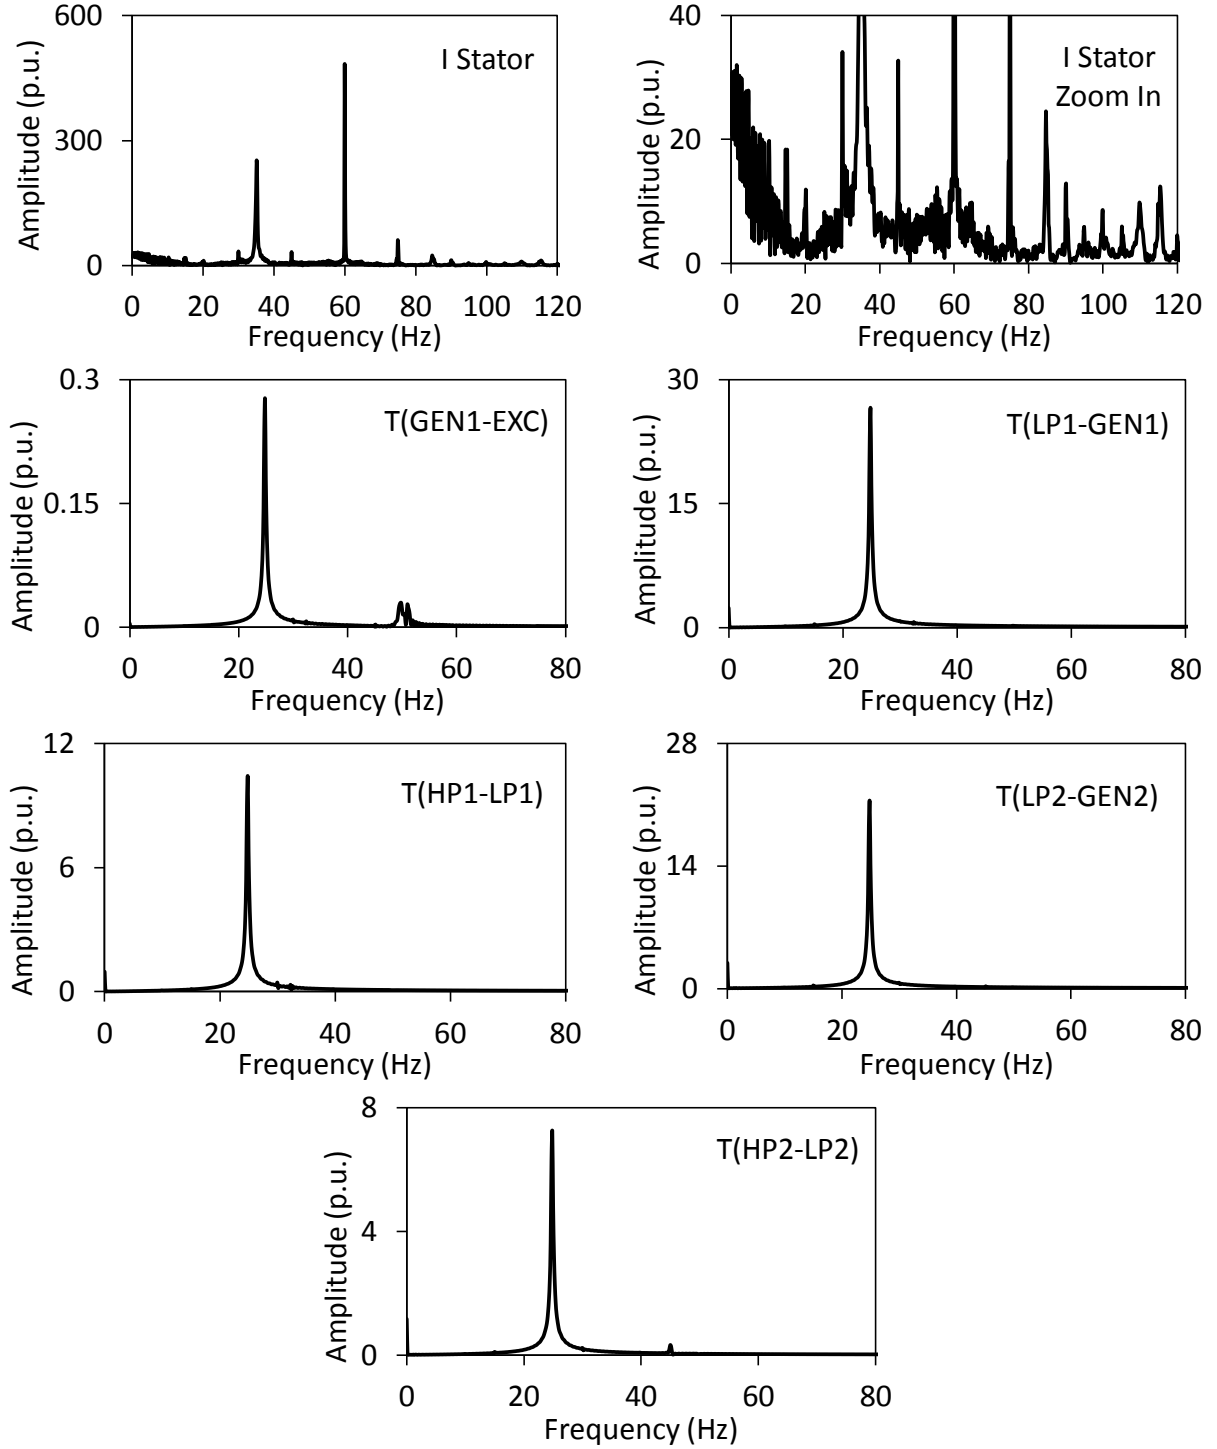 600
300
0
Amplitude (p.u.)
I Stator
0 20 40 60 80 100 120
Frequency (Hz)
40
20
0
Amplitude (p.u.)
I Stator
Zoom In
0 20 40 60 80 100 120
Frequency (Hz)
0.3
0.15
0
Amplitude (p.u.)
T(GEN1-EXC)
0 20 40 60 80
Frequency (Hz)
30
15
0
Amplitude (p.u.)
T(LP1-GEN1)
0 20 40 60 80
Frequency (Hz)
12
6
0
Amplitude (p.u.)
T(HP1-LP1)
0 20 40 60 80
Frequency (Hz)
28
14
0
Amplitude (p.u.)
T(LP2-GEN2)
0 20 40 60 80
Frequency (Hz)
8
4
0
Amplitude (p.u.)
T(HP2-LP2)
0 20 40 60 80
Frequency (Hz)